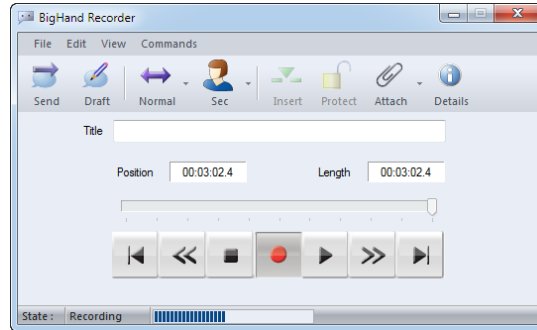 BigHand Recorder
File Edit View Commands
Send Draft Normal Sec Insert Protect Attach Details
Title
Position 00:03:02.4 Length 00:03:02.4
State : Recording